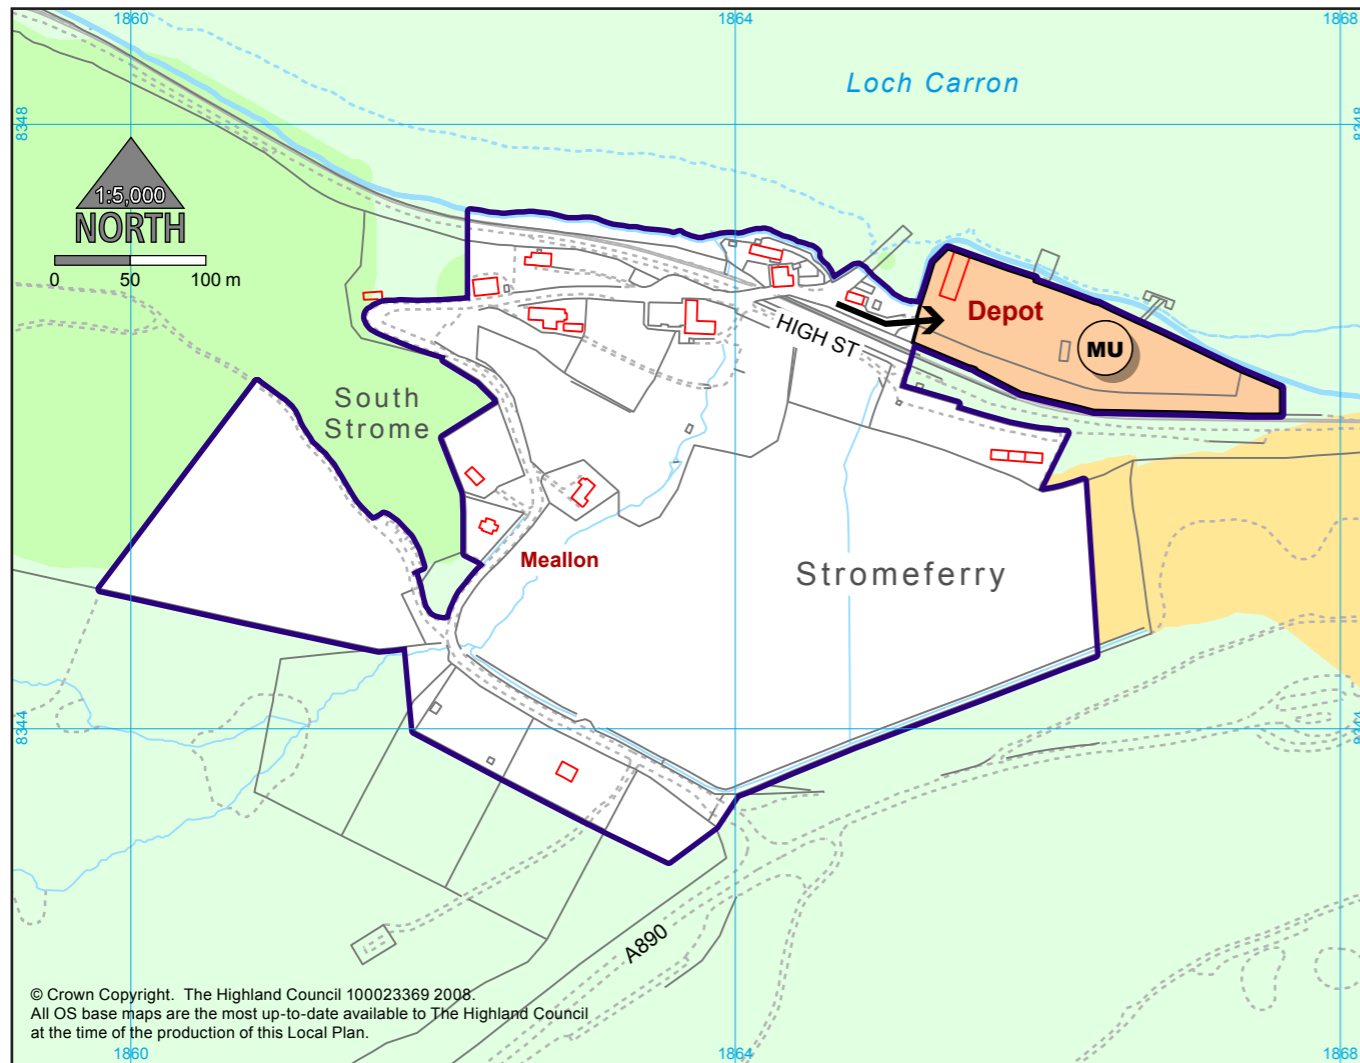 1860
1864
1868
Loch Carron
8348
8348
1:5,000
NORTH
0
50
100 m
Depot
HIGH ST
MU
South
Strome
Meallon
Stromeferry
8344
8344
A890
© Crown Copyright. The Highland Council 100023369 2008.
All OS base maps are the most up-to-date available to The Highland Council
at the time of the production of this Local Plan.
1860
1864
1868